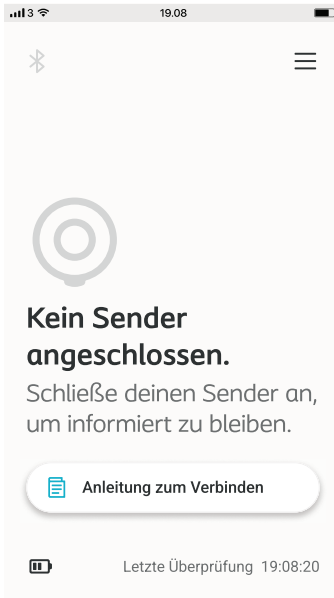 3 19.08
Kein Sender
angeschlossen.
Schließe deinen Sender an,
um informiert zu bleiben.
Anleitung zum Verbinden
Letzte Überprüfung 19:08:20